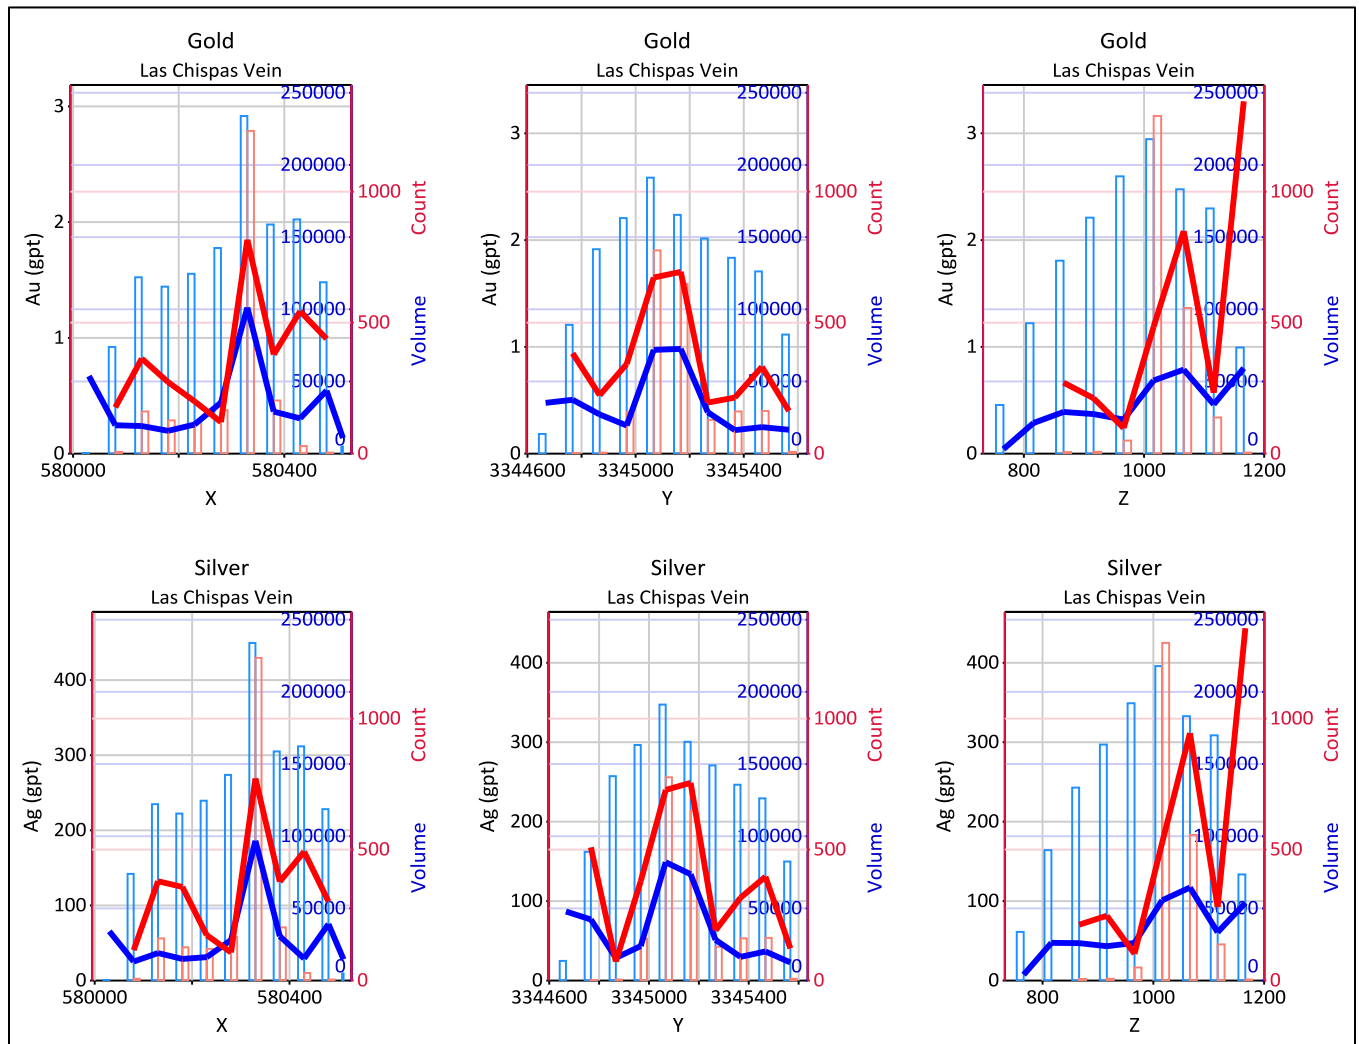 Gold
Las Chispas Vein
Au (gpt)
3
2
1
0
250000
200000
150000
100000
50000
0
1000
500
0
Count
Volume
580000
580400
X
Gold
Las Chispas Vein
Au (gpt)
3
2
1
0
250000
200000
150000
100000
50000
0
1000
500
0
Count
Volume
3344600
3345000
3345400
Y
Gold
Las Chispas Vein
Au (gpt)
3
2
1
0
250000
200000
150000
100000
50000
0
1000
500
0
Count
Volume
800
1000
1200
Z
Silver
Las Chispas Vein
Ag (gpt)
400
300
200
100
0
250000
200000
150000
100000
50000
0
1000
500
0
Count
Volume
580000
580400
X
Silver
Las Chispas Vein
Ag (gpt)
400
300
200
100
0
250000
200000
150000
100000
50000
0
1000
500
0
Count
Volume
3344600
3345000
3345400
Y
Silver
Las Chispas Vein
Ag (gpt)
400
300
200
100
0
250000
200000
150000
100000
50000
0
1000
500
0
Count
Volume
800
1000
1200
Z